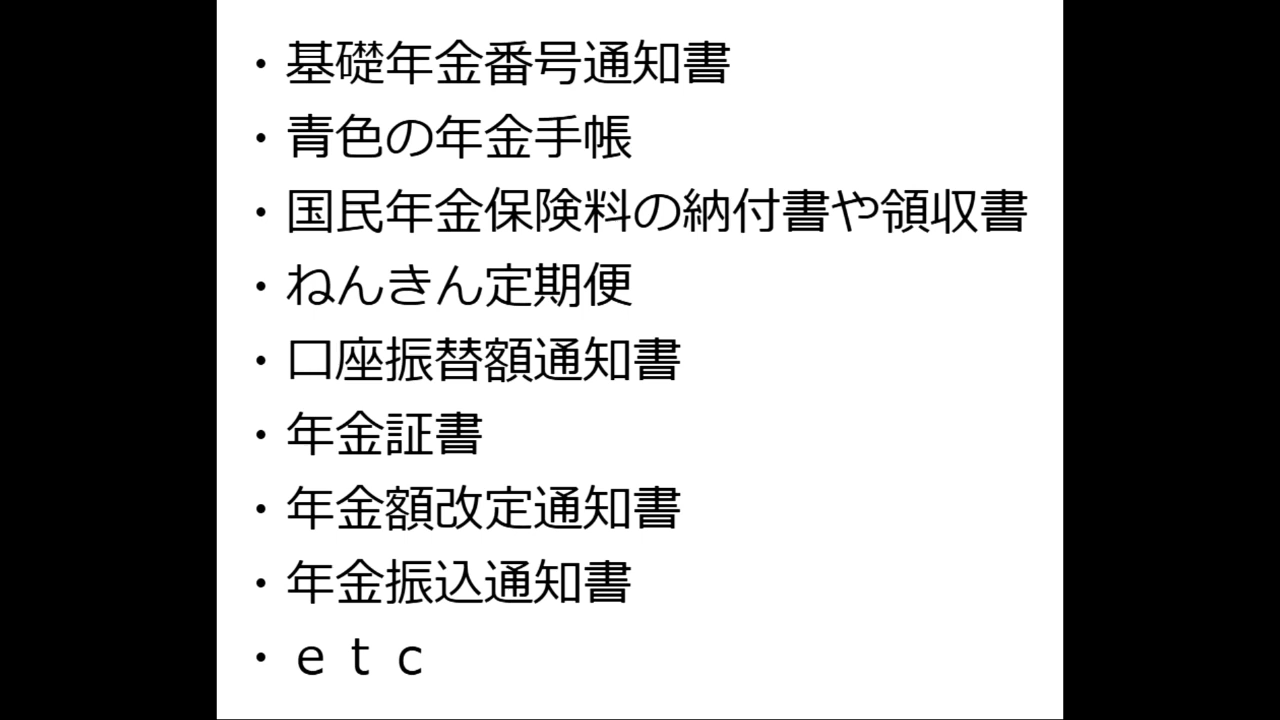 ・基礎年金番号通知書
・青色の年金手帳
・国民年金保険料の納付書や領収書
・ねんきん定期便
・口座振替額通知書
・年金証書
・年金額改定通知書
・年金振込通知書
・ｅｔｃ